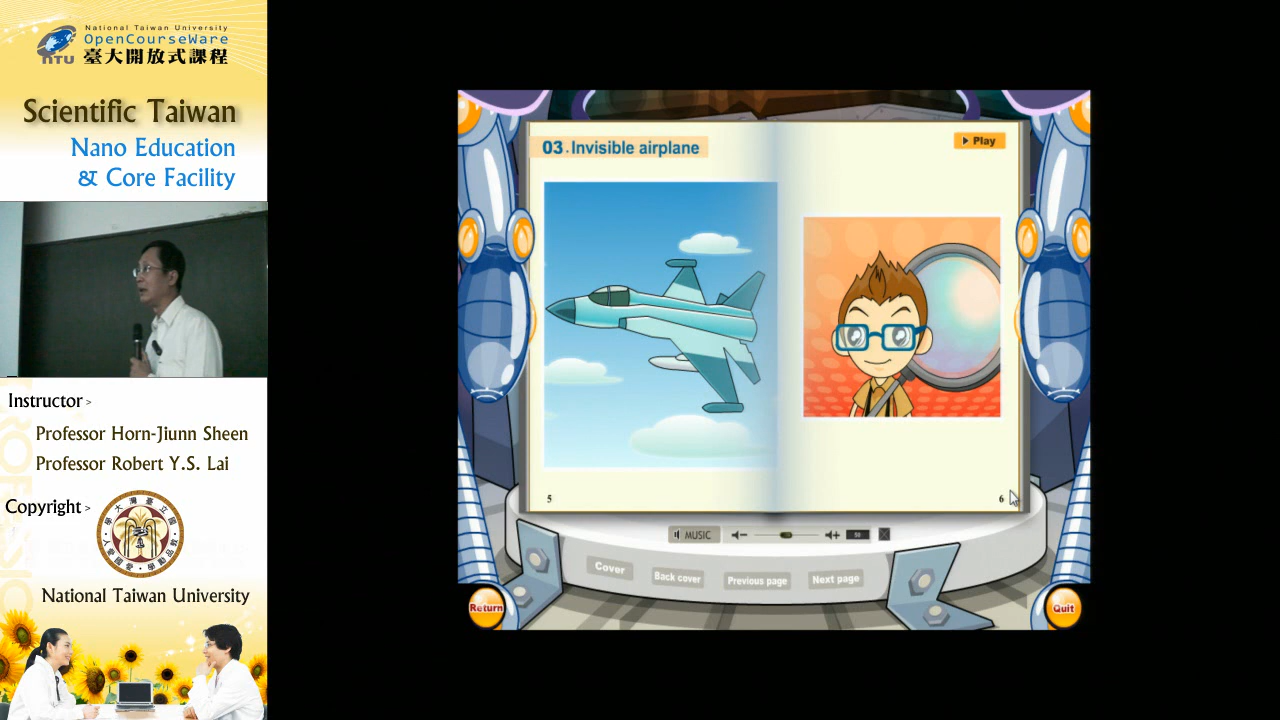 National Taiwan University
OpenCourseWare
NTU 臺大開放式課程
Scientific Taiwan
Nano Education
& Core Facility
Instructor >
Professor Horn-Jiunn Sheen
Professor Robert Y.S. Lai
Copyright >
National Taiwan University
03 . Invisible airplane
Play
5
6
MUSIC
50
Cover
Back cover
Previous page
Next page
Return
Quit